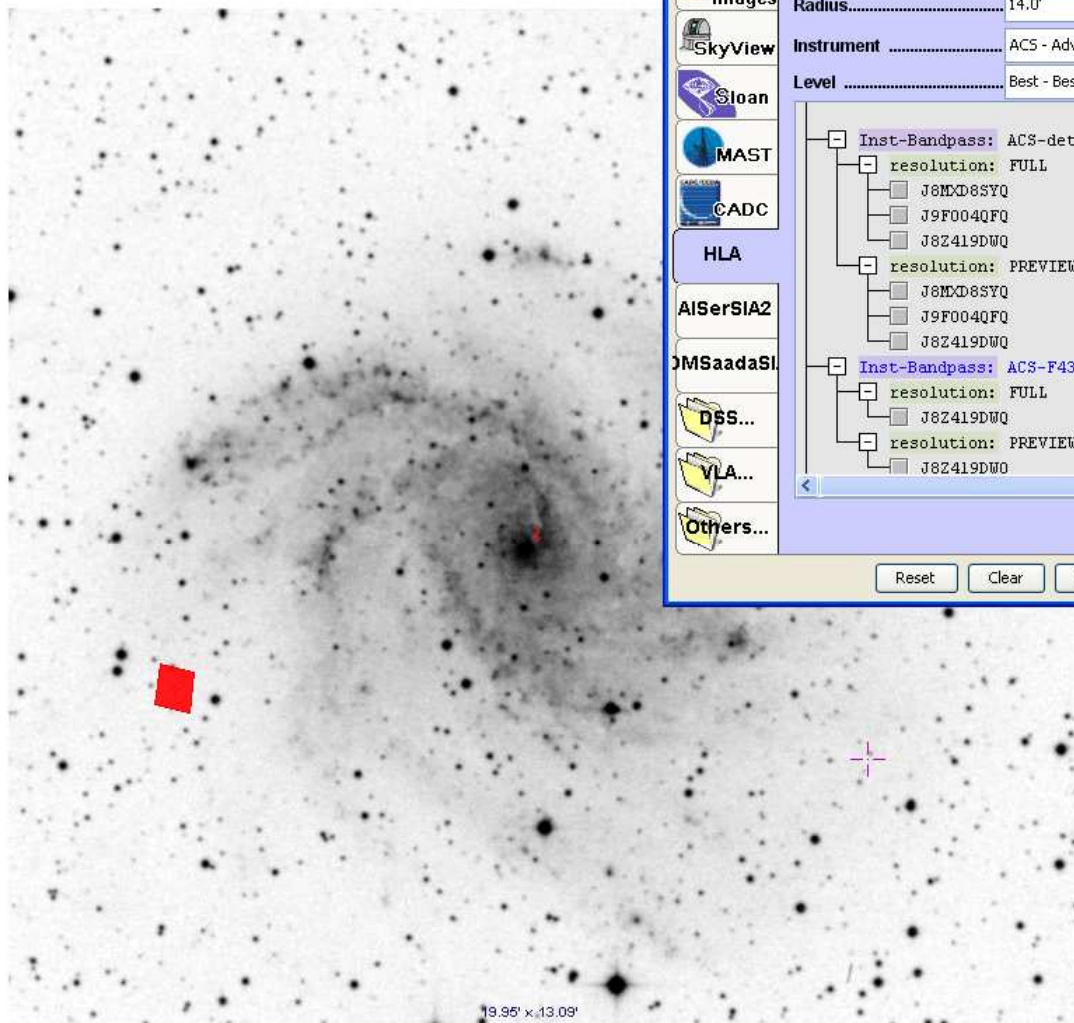 Images
SkyView
Sloan
MAST
CADC
HLA
AISerSIA2
DSS...
VLA...
Others...
Radius................................ 14.0'
Instrument ....................... ACS - Adv
Level .................................. Best - Bes
Inst-Bandpass: ACS-det
resolution: FULL
J8MXD8SYQ
J9F004QFQ
J8Z419DWQ
resolution: PREVIEW
J8MXD8SYQ
J9F004QFQ
J8Z419DWQ
Inst-Bandpass: ACS-F43
resolution: FULL
J8Z419DWQ
resolution: PREVIEW
J8Z419DWQ
Reset Clear
19.95' × 13.09'